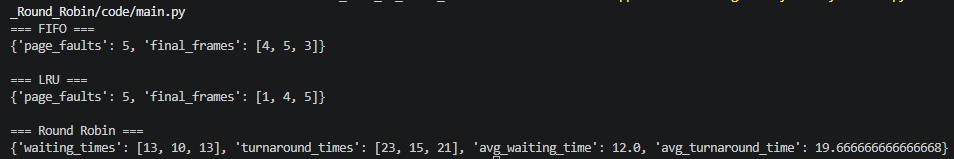 _Round_Robin/code/main.py
=== FIFO ===
{'page_faults': 5, 'final_frames': [4, 5, 3]}
=== LRU ===
{'page_faults': 5, 'final_frames': [1, 4, 5]}
=== Round Robin ===
{'waiting_times': [13, 10, 13], 'turnaround_times': [23, 15, 21], 'avg_waiting_time': 12.0, 'avg_turnaround_time': 19.666666666666668}